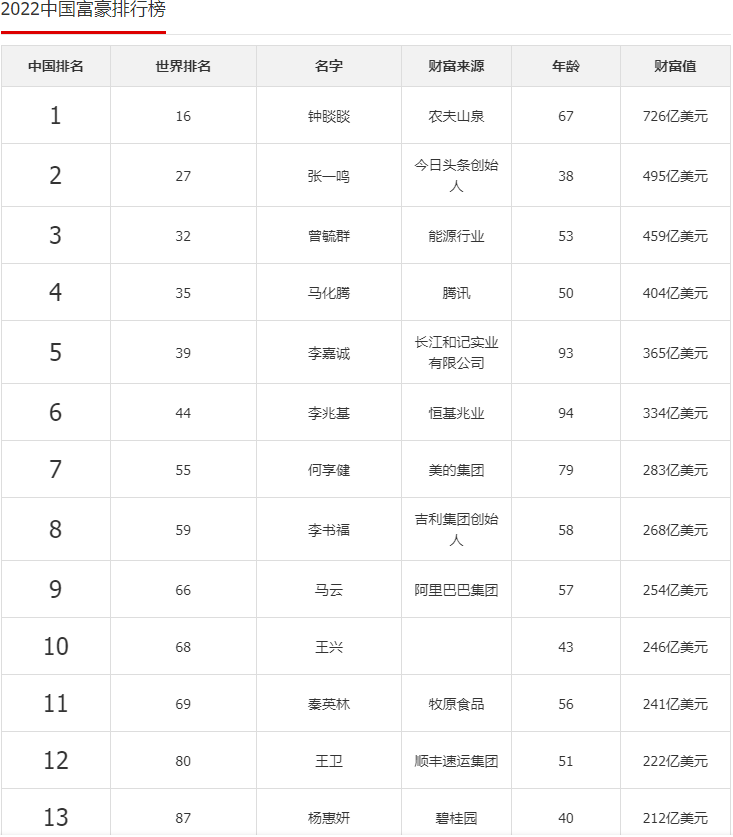 2022中国富豪排行榜
中国排名 世界排名 名字 财富来源 年龄 财富值
1 16 钟睒睒 农夫山泉 67 726亿美元
2 27 张一鸣 今日头条创始人 38 495亿美元
3 32 曾毓群 能源行业 53 459亿美元
4 35 马化腾 腾讯 50 404亿美元
5 39 李嘉诚 长江和记实业有限公司 93 365亿美元
6 44 李兆基 恒基兆业 94 334亿美元
7 55 何享健 美的集团 79 283亿美元
8 59 李书福 吉利集团创始人 58 268亿美元
9 66 马云 阿里巴巴集团 57 254亿美元
10 68 王兴 43 246亿美元
11 69 秦英林 牧原食品 56 241亿美元
12 80 王卫 顺丰速运集团 51 222亿美元
13 87 杨惠妍 碧桂园 40 212亿美元